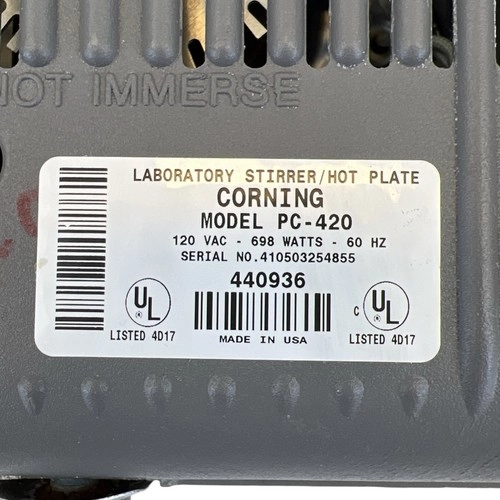 NOT IMMERSE
LABORATORY STIRRER/HOT PLATE
CORNING
MODEL PC-420
120 VAC - 698 WATTS - 60 HZ
SERIAL NO.410503254855
440936
UL
LISTED 4D17
MADE IN USA
C UL
LISTED 4D17